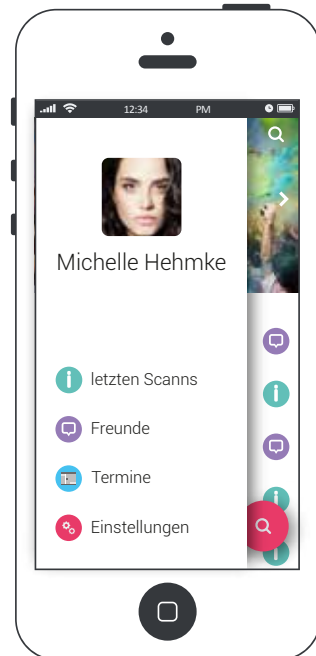 12:34 PM
Michelle Hehmke
letzten Scanns
Freunde
Termine
Einstellungen